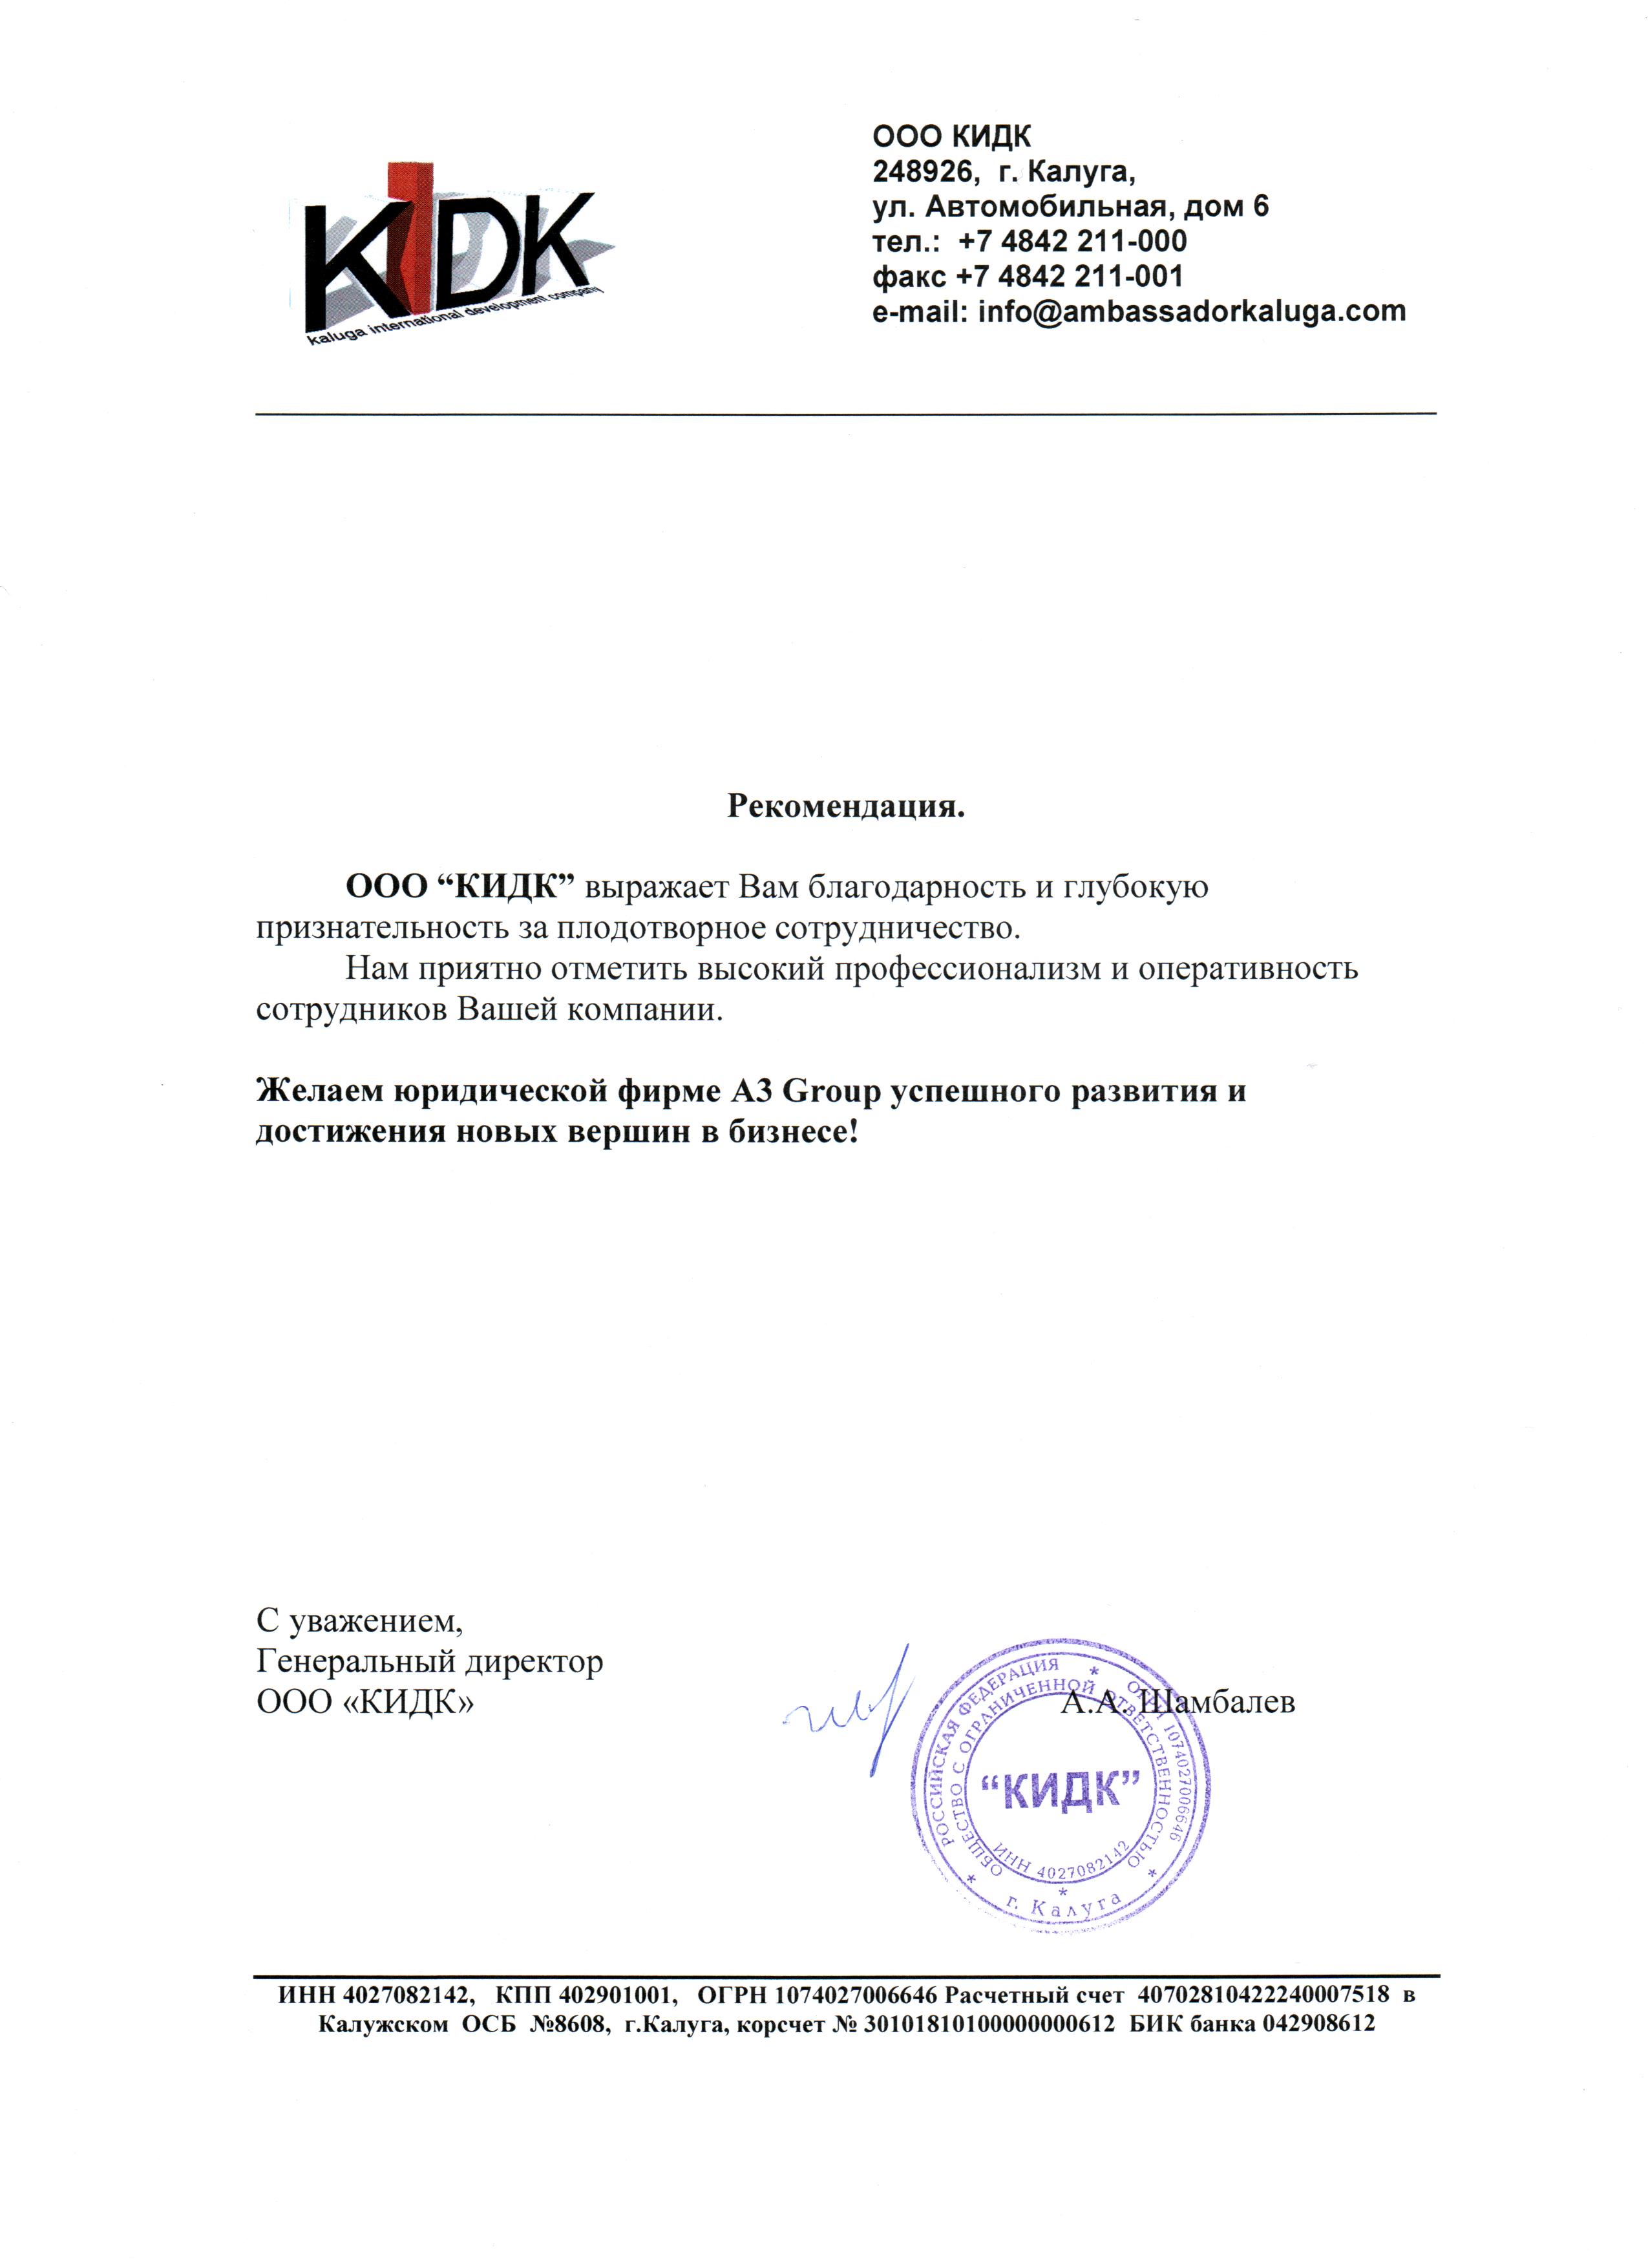 KIDK
kaluga international development company
ООО КИДК
248926,  г. Калуга,
ул. Автомобильная, дом 6
тел.:  +7 4842 211-000
факс +7 4842 211-001
e-mail: info@ambassadorkaluga.com
Рекомендация.
ООО “КИДК” выражает Вам благодарность и глубокую
признательность за плодотворное сотрудничество.
Нам приятно отметить высокий профессионализм и оперативность
сотрудников Вашей компании.
Желаем юридической фирме А3 Group успешного развития и
достижения новых вершин в бизнесе!
С уважением,
Генеральный директор
ООО «КИДК»
А.А. Шамбалев
РОССИЙСКАЯ ФЕДЕРАЦИЯ * ОГРН 1074027006646 *
ОБЩЕСТВО С ОГРАНИЧЕННОЙ ОТВЕТСТВЕННОСТЬЮ
“КИДК”
ИНН 4027082142
*
* г. Калуга
ИНН 4027082142,   КПП 402901001,   ОГРН 1074027006646 Расчетный счет  40702810422240007518  в
Калужском  ОСБ  №8608,  г.Калуга, корсчет № 30101810100000000612  БИК банка 042908612